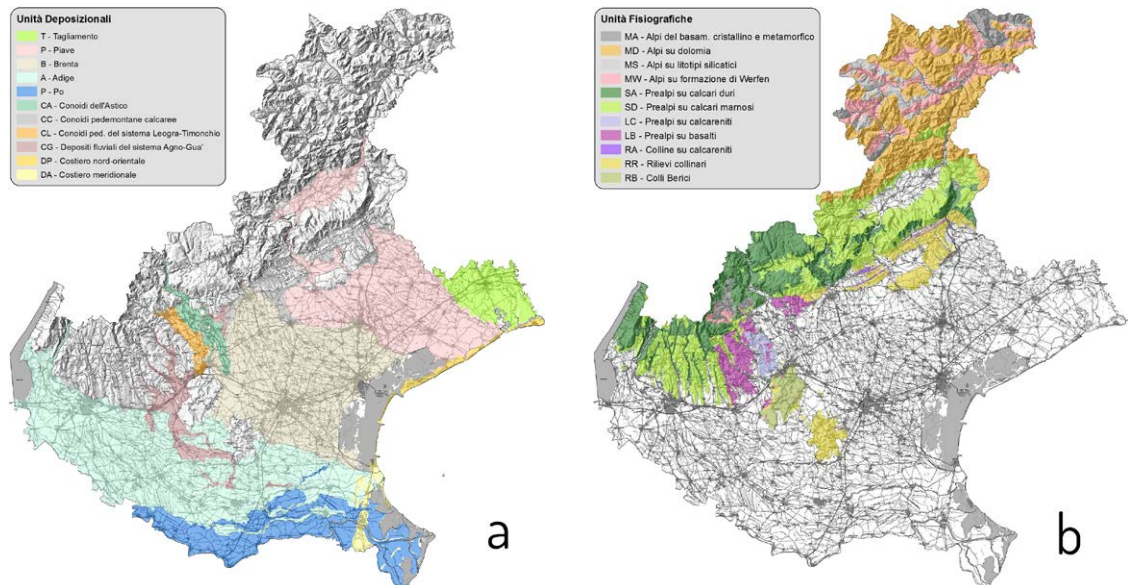 Unità Deposizionali
T - Tagliamento
P - Piave
B - Brenta
A - Adige
P - Po
CA - Conoidi dell'Astico
CC - Conoidi pedemontane calcaree
CL - Conoidi ped. del sistema Leogra-Timonchio
CG - Depositi fluviali del sistema Agno-Gua'
DP - Costiero nord-orientale
DA - Costiero meridionale
a
Unità Fisiografiche
MA - Alpi del basam. cristallino e metamorfico
MD - Alpi su dolomia
MS - Alpi su litotipi silicatici
MW - Alpi su formazione di Werfen
SA - Prealpi su calcari duri
SD - Prealpi su calcari marnosi
LC - Prealpi su calcareniti
LB - Prealpi su basalti
RA - Colline su calcareniti
RR - Rilievi collinari
RB - Colli Berici
b